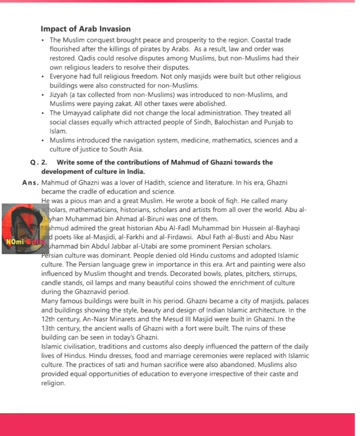 Impact of Arab Invasion
• The Muslim conquest brought peace and prosperity to the region. Coastal trade
flourished after the killings of pirates by Arabs. As a result, law and order was
restored. Qadis could resolve disputes among Muslims, but non-Muslims had their
own religious leaders to resolve their disputes.
• Everyone had full religious freedom. Not only masjids were built but other religious
buildings were also constructed for non-Muslims.
• Jizyah (a tax collected from non-Muslims) was introduced to non-Muslims, and
Muslims were paying zakat. All other taxes were abolished.
• The Umayyad caliphate did not change the local administration. They treated all
social classes equally which attracted people of Sindh, Balochistan and Punjab to
Islam.
• Muslims introduced the navigation system, medicine, mathematics, sciences and a
culture of justice to South Asia.
Q . 2. Write some of the contributions of Mahmud of Ghazni towards the
development of culture in India.
Ans. Mahmud of Ghazni was a lover of Hadith, science and literature. In his era, Ghazni
became the cradle of education and science.
He was a pious man and a great Muslim. He wrote a book of fiqh. He called many
scholars, mathematicians, historians, scholars and artists from all over the world. Abu al-
Rayhan Muhammad bin Ahmad al-Biruni was one of them.
Mahmud admired the great historian Abu Al-Fadl Muhammad bin Hussein al-Bayhaqi
and poets like al-Masjidi, al-Farkhi and al-Firdawsi. Abul Fath al-Busti and Abu Nasr
Muhammad bin Abdul Jabbar al-Utabi are some prominent Persian scholars.
Persian culture was dominant. People denied old Hindu customs and adopted Islamic
culture. The Persian language grew in importance in this era. Art and painting were also
influenced by Muslim thought and trends. Decorated bowls, plates, pitchers, stirrups,
candle stands, oil lamps and many beautiful coins showed the enrichment of culture
during the Ghaznavid period.
Many famous buildings were built in his period. Ghazni became a city of masjids, palaces
and buildings showing the style, beauty and design of Indian Islamic architecture. In the
12th century, An-Nasr Minarets and the Mesud III Masjid were built in Ghazni. In the
13th century, the ancient walls of Ghazni with a fort were built. The ruins of these
building can be seen in today's Ghazni.
Islamic civilisation, traditions and customs also deeply influenced the pattern of the daily
lives of Hindus. Hindu dresses, food and marriage ceremonies were replaced with Islamic
culture. The practices of sati and human sacrifice were also abandoned. Muslims also
provided equal opportunities of education to everyone irrespective of their caste and
religion.